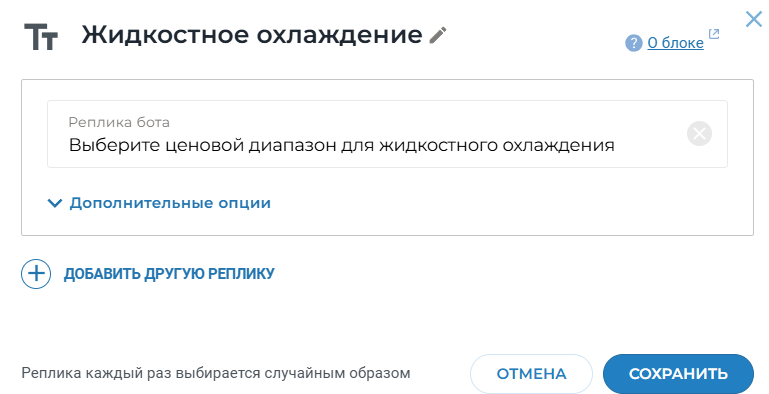 Тт Жидкостное охлаждение
? О блоке
Реплика бота
Выберите ценовой диапазон для жидкостного охлаждения
Дополнительные опции
ДОБАВИТЬ ДРУГУЮ РЕПЛИКУ
Реплика каждый раз выбирается случайным образом
ОТМЕНА
СОХРАНИТЬ